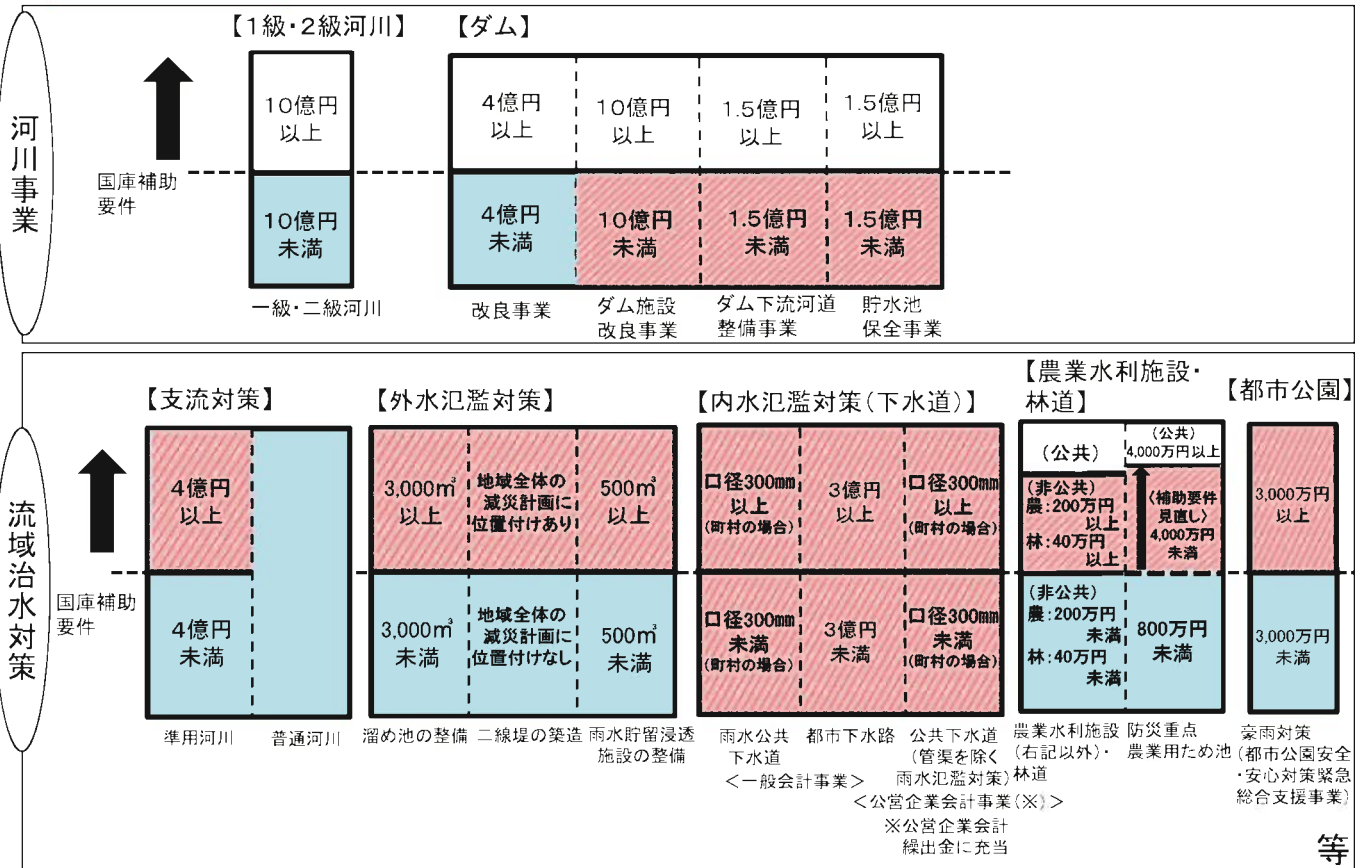 河川事業
【1級・2級河川】
【ダム】
国庫補助
要件
10億円
以上
10億円
未満
一級・二級河川
4億円
以上
10億円
以上
1.5億円
以上
1.5億円
以上
4億円
未満
10億円
未満
1.5億円
未満
1.5億円
未満
改良事業
ダム施設
改良事業
ダム下流河道
整備事業
貯水池
保全事業
流域治水対策
国庫補助
要件
【支流対策】
4億円
以上
4億円
未満
準用河川
普通河川
【外水氾濫対策】
3,000㎥
以上
地域全体の
減災計画に
位置付けあり
500㎥
以上
3,000㎥
未満
地域全体の
減災計画に
位置付けなし
500㎥
未満
溜め池の整備
二線堤の築造
雨水貯留浸透
施設の整備
【内水氾濫対策(下水道)】
口径300mm
以上
(町村の場合)
3億円
以上
口径300mm
以上
(町村の場合)
口径300mm
未満
(町村の場合)
3億円
未満
口径300mm
未満
(町村の場合)
雨水公共
下水道
都市下水路
<一般会計事業>
公共下水道
(管渠を除く
雨水氾濫対策)
<公営企業会計事業(※)>
※公営企業会計
繰出金に充当
【農業水利施設・
林道】
(公共)
(公共)
4,000万円以上
(非公共)
農:200万円
以上
林:40万円
以上
〈補助要件
見直し〉
4,000万円
未満
(非公共)
農:200万円
未満
林:40万円
未満
800万円
未満
農業水利施設
(右記以外)・
林道
防災重点
農業用ため池
【都市公園】
3,000万円
以上
3,000万円
未満
豪雨対策
(都市公園安全
・安心対策緊急
総合支援事業)
等